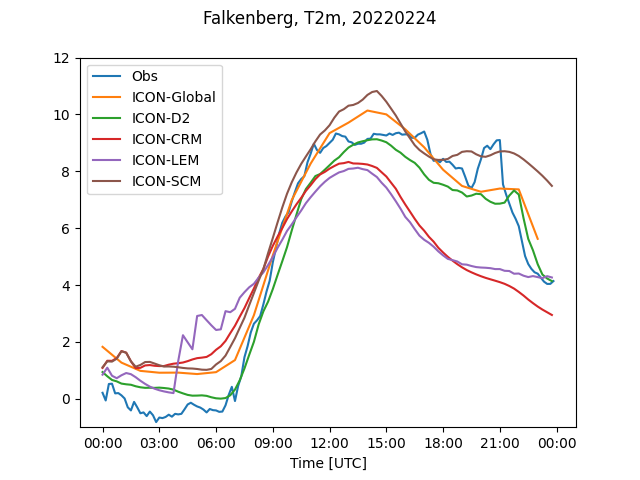 Falkenberg, T2m, 20220224
12
10
8
6
4
2
0
Obs
ICON-Global
ICON-D2
ICON-CRM
ICON-LEM
ICON-SCM
00:00 03:00 06:00 09:00 12:00 15:00 18:00 21:00 00:00
Time [UTC]